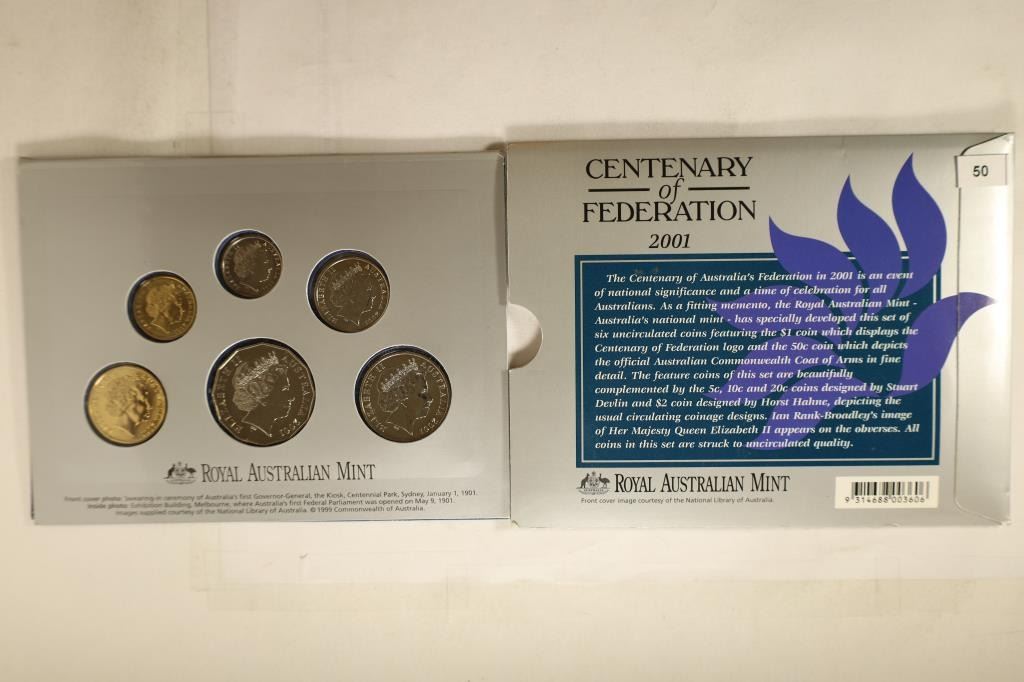 ROYAL AUSTRALIAN MINT
Front cover photo: Swearing-in ceremony of Australia's first Governor-General, the Kiosk, Centennial Park, Sydney, January 1, 1901.
Inside photo: Exhibition Building, Melbourne, where Australia's first Federal Parliament was opened on May 9, 1901.
Images supplied courtesy of the National Library of Australia. © 1999 Commonwealth of Australia.
ELIZABETH II AUSTRALIA 2001
ELIZABETH II AUSTRALIA 2001
ELIZABETH II AUSTRALIA 2001
CENTENARY
of
FEDERATION
2001
50
The Centenary of Australia's Federation in 2001 is an event
of national significance and a time of celebration for all
Australians. As a fitting memento, the Royal Australian Mint -
Australia's national mint - has specially developed this set of
six uncirculated coins featuring the $1 coin which displays the
Centenary of Federation logo and the 50c coin which depicts
the official Australian Commonwealth Coat of Arms in fine
detail. The feature coins of this set are beautifully
complemented by the 5c, 10c and 20c coins designed by Stuart
Devlin and $2 coin designed by Horst Hahne, depicting the
usual circulating coinage designs. Ian Rank-Broadley's image
of Her Majesty Queen Elizabeth II appears on the obverses. All
coins in this set are struck to uncirculated quality.
ROYAL AUSTRALIAN MINT
Front cover image courtesy of the National Library of Australia.
9 314688 003606